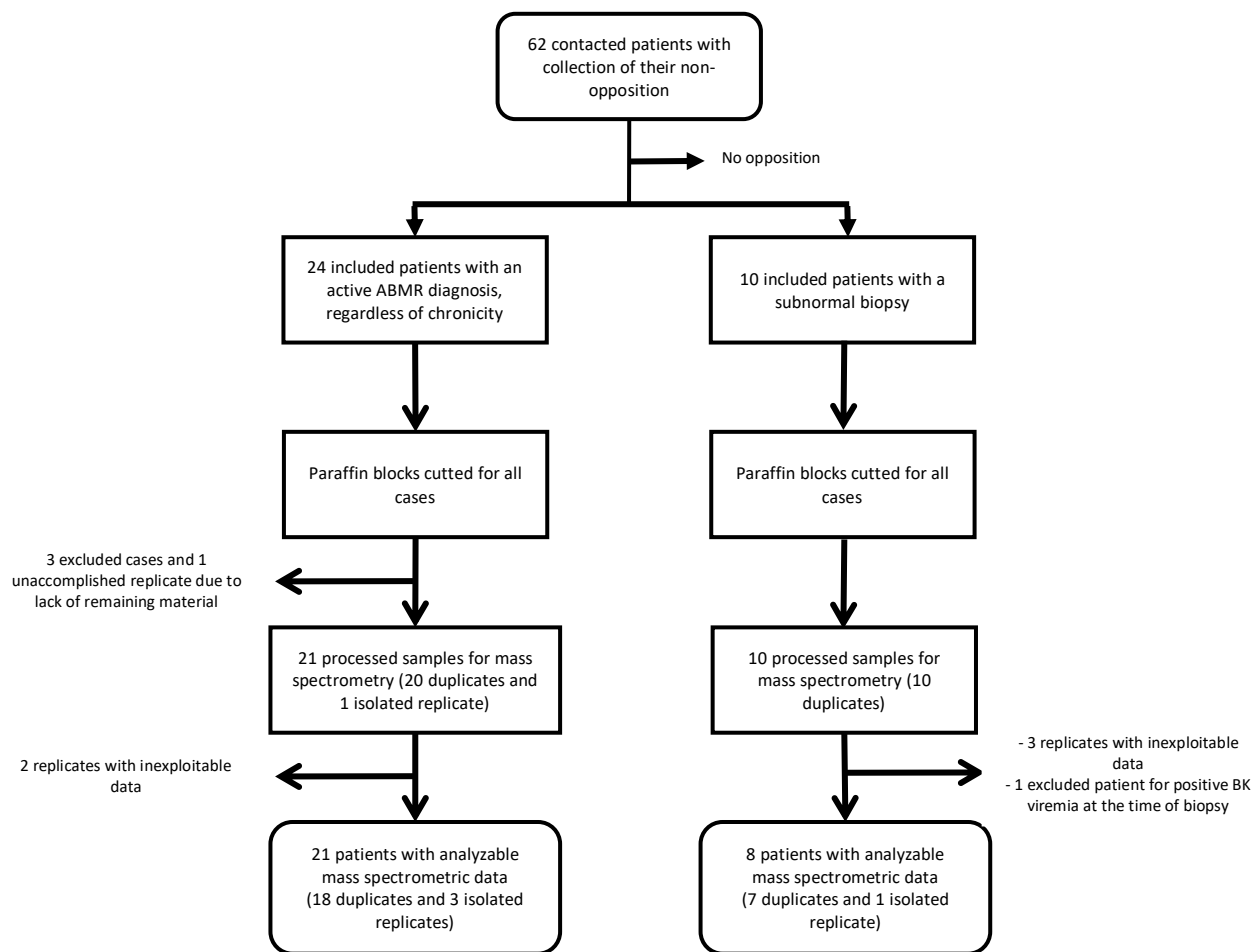 62 contacted patients with
collection of their non-
opposition
No opposition
24 included patients with an
active ABMR diagnosis,
regardless of chronicity
10 included patients with a
subnormal biopsy
Paraffin blocks cutted for all
cases
Paraffin blocks cutted for all
cases
3 excluded cases and 1
unaccomplished replicate due to
lack of remaining material
21 processed samples for mass
spectrometry (20 duplicates and
1 isolated replicate)
10 processed samples for
mass spectrometry (10
duplicates)
2 replicates with inexploitable
data
- 3 replicates with inexploitable
data
- 1 excluded patient for positive BK
viremia at the time of biopsy
21 patients with analyzable
mass spectrometric data
(18 duplicates and 3 isolated
replicates)
8 patients with analyzable
mass spectrometric data
(7 duplicates and 1 isolated
replicate)